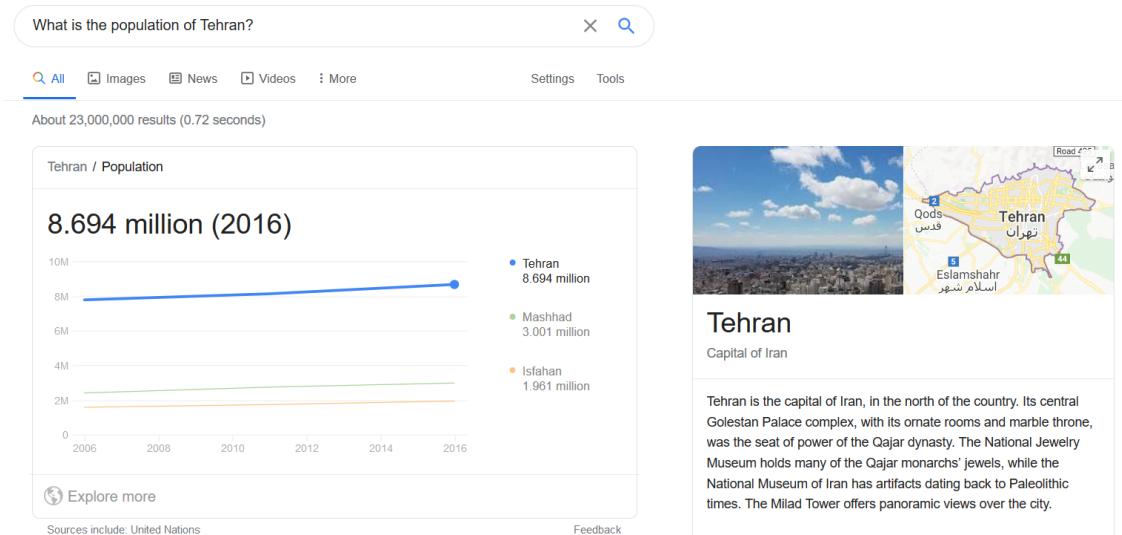 What is the population of Tehran?
All
Images
News
Videos
More
Settings
Tools
About 23,000,000 results (0.72 seconds)
Tehran / Population
8.694 million (2016)
10M
8M
6M
4M
2M
0
2006
2008
2010
2012
2014
2016
Tehran
8.694 million
Mashhad
3.001 million
Isfahan
1.961 million
Explore more
Sources include: United Nations
Feedback
2
Qods
قدس
Tehran
تهران
5
44
Eslamshahr
اسلام شهر
Tehran
Capital of Iran
Tehran is the capital of Iran, in the north of the country. Its central
Golestan Palace complex, with its ornate rooms and marble throne,
was the seat of power of the Qajar dynasty. The National Jewelry
Museum holds many of the Qajar monarchs' jewels, while the
National Museum of Iran has artifacts dating back to Paleolithic
times. The Milad Tower offers panoramic views over the city.